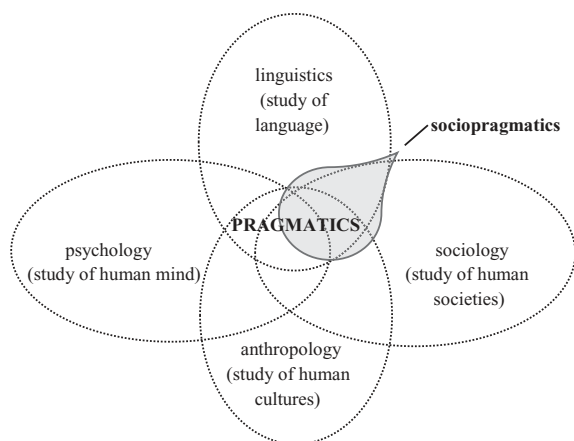 linguistics
(study of
language)
sociopragmatics
PRAGMATICS
psychology
(study of human mind)
sociology
(study of human
societies)
anthropology
(study of human
cultures)